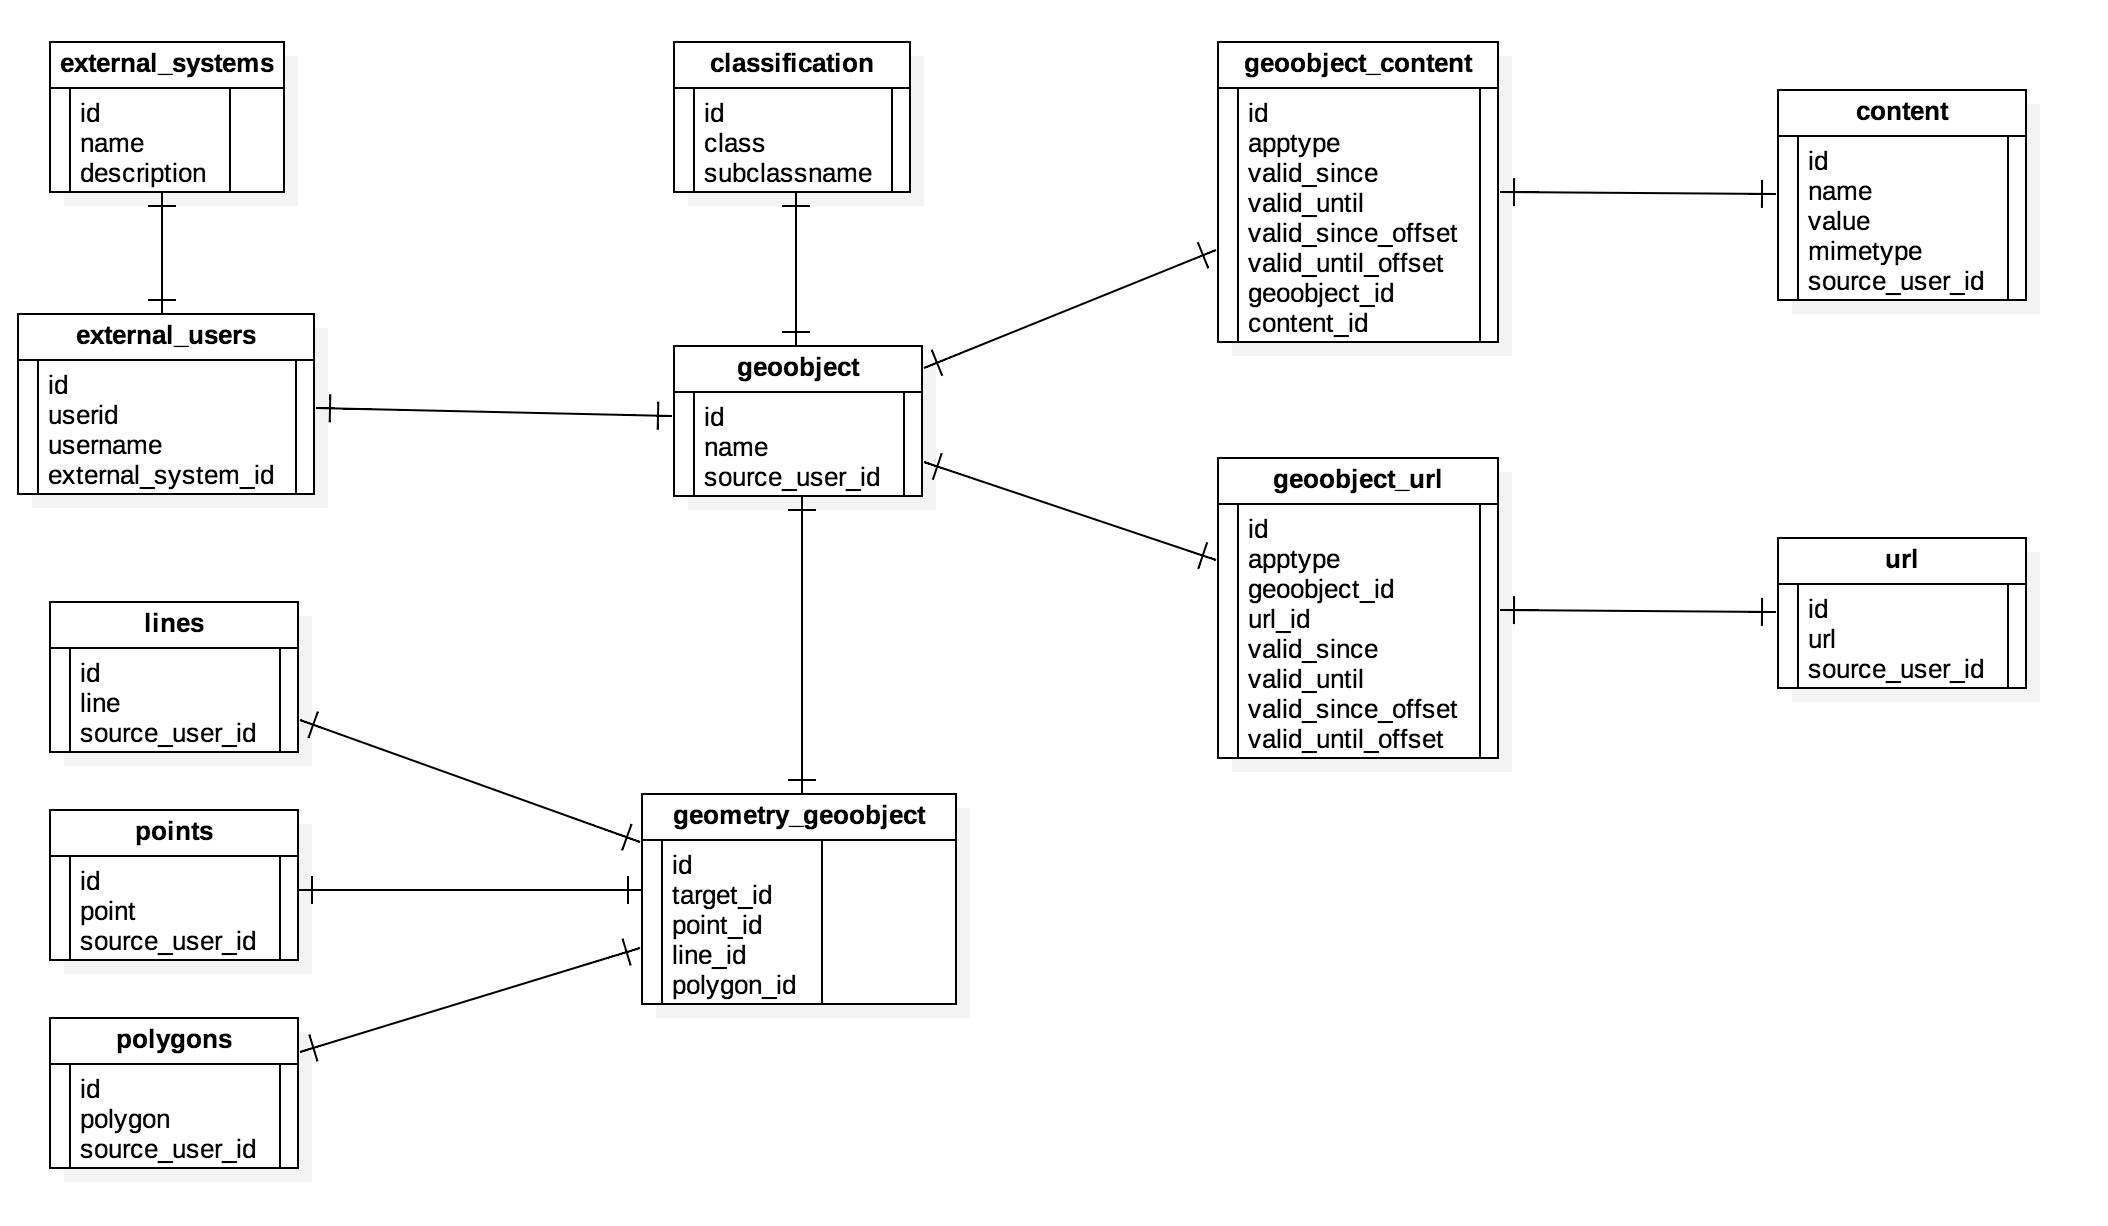 external_systems
id
name
description
classification
id
class
subclassname
geoobject_content
id
apptype
valid_since
valid_until
valid_since_offset
valid_until_offset
geoobject_id
content_id
content
id
name
value
mimetype
source_user_id
external_users
id
userid
username
external_system_id
geoobject
id
name
source_user_id
geoobject_url
id
apptype
geoobject_id
url_id
valid_since
valid_until
valid_since_offset
valid_until_offset
url
id
url
source_user_id
lines
id
line
source_user_id
points
id
point
source_user_id
geometry_geoobject
id
target_id
point_id
line_id
polygon_id
polygons
id
polygon
source_user_id